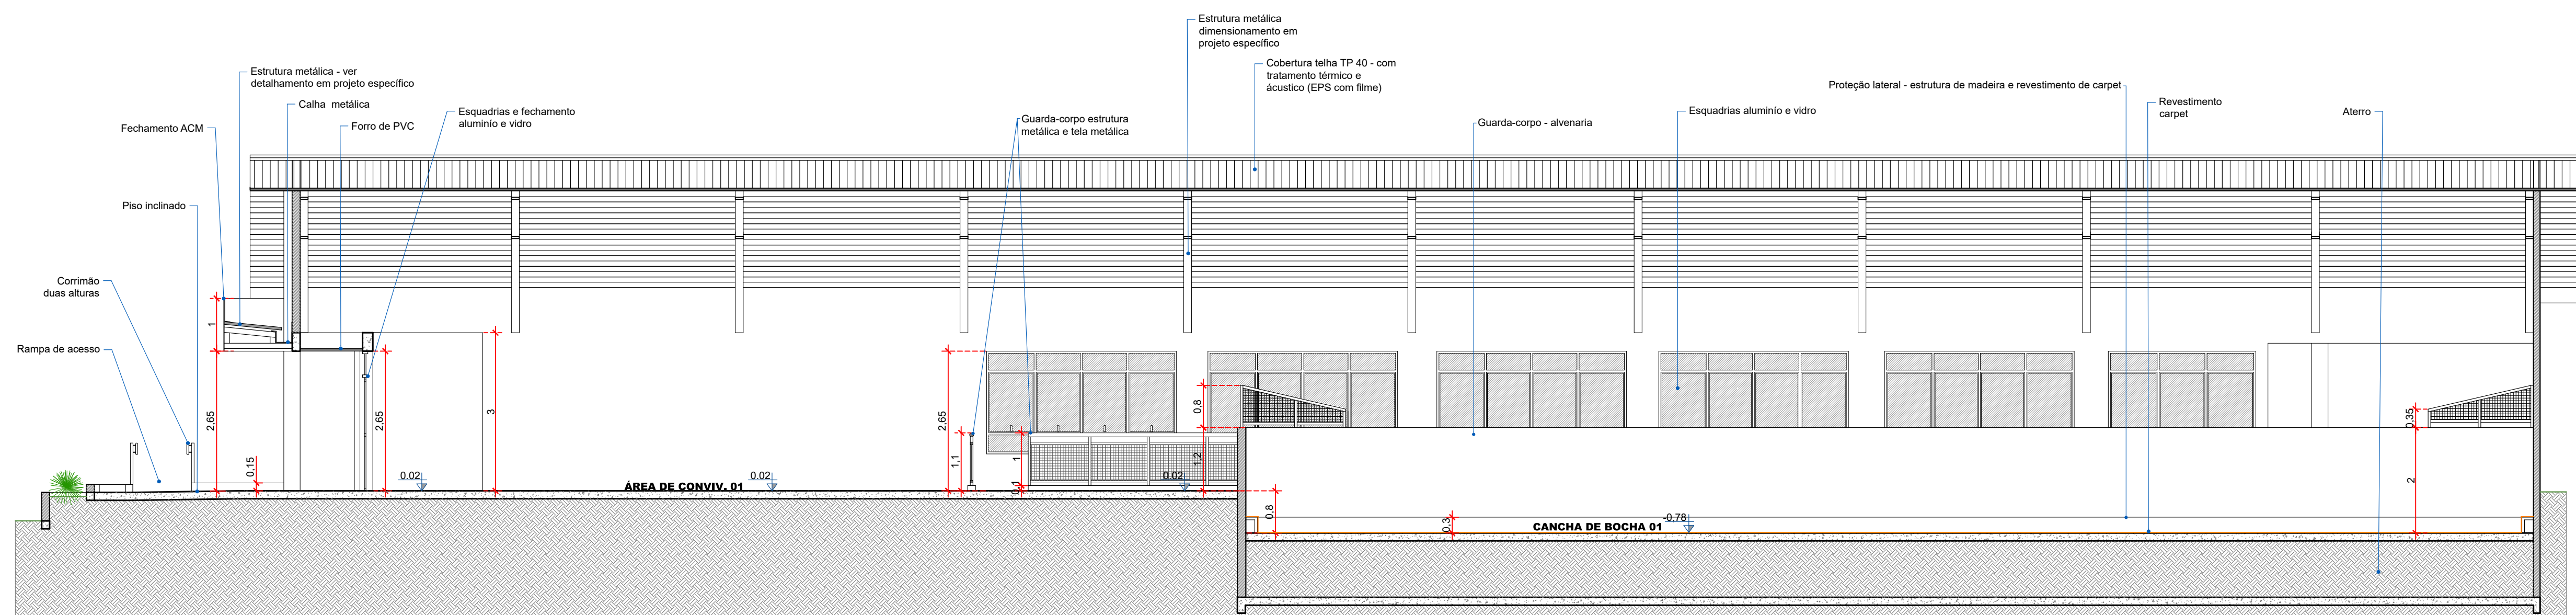 Estrutura metálica
dimensionamento em
projeto específico
Estrutura metálica - ver
detalhamento em projeto específico
Cobertura telha TP 40 - com
tratamento térmico e
ácustico (EPS com filme)
Proteção lateral - estrutura de madeira e revestimento de carpet
Calha metálica
Esquadrias e fechamento
aluminío e vidro
Revestimento
carpet
Fechamento ACM
Forro de PVC
Guarda-corpo estrutura
metálica e tela metálica
Guarda-corpo - alvenaria
Esquadrias aluminío e vidro
Aterro
Piso inclinado
Corrimão
duas alturas
Rampa de acesso
1
2,65
0,15
2,65
3
2,65
1,1
1
0,1
0,8
1,2
0,8
0,3
0,35
2
0.02
0.02
0.02
ÁREA DE CONVIV. 01
-0,78
CANCHA DE BOCHA 01